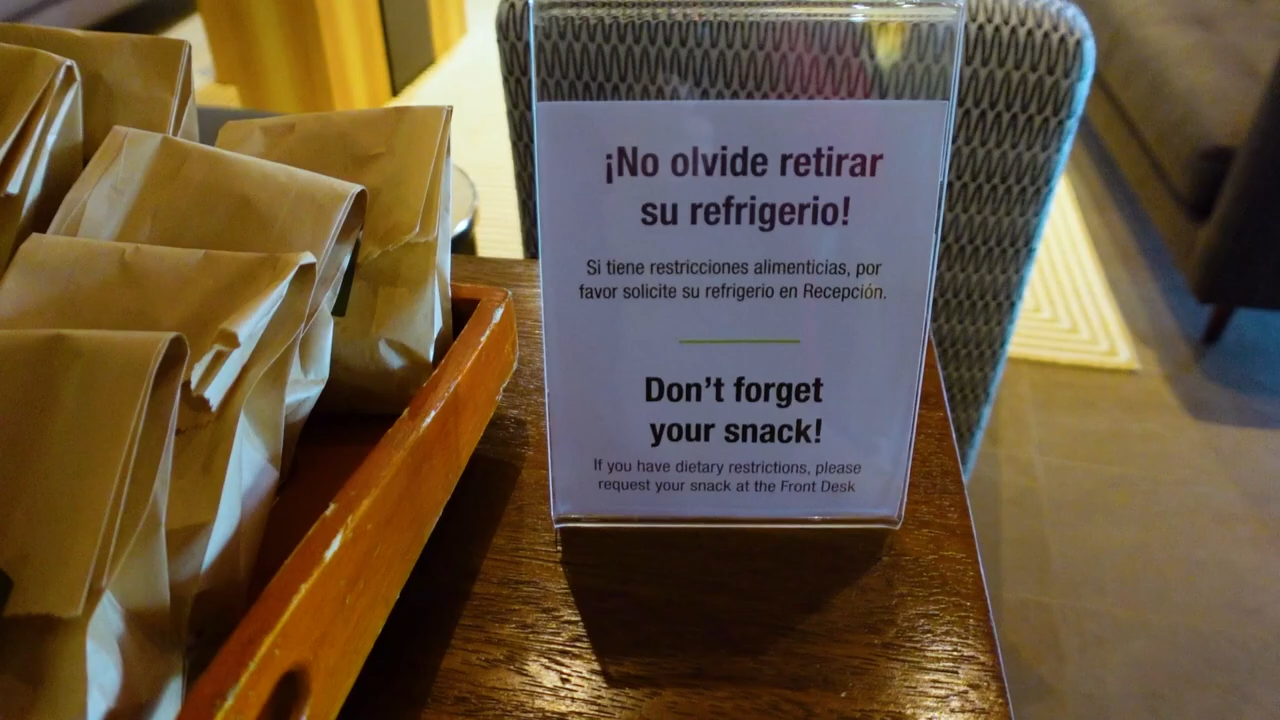 ¡No olvide retirar
su refrigerio!
Si tiene restricciones alimenticias, por
favor solicite su refrigerio en Recepción.
Don’t forget
your snack!
If you have dietary restrictions, please
request your snack at the Front Desk